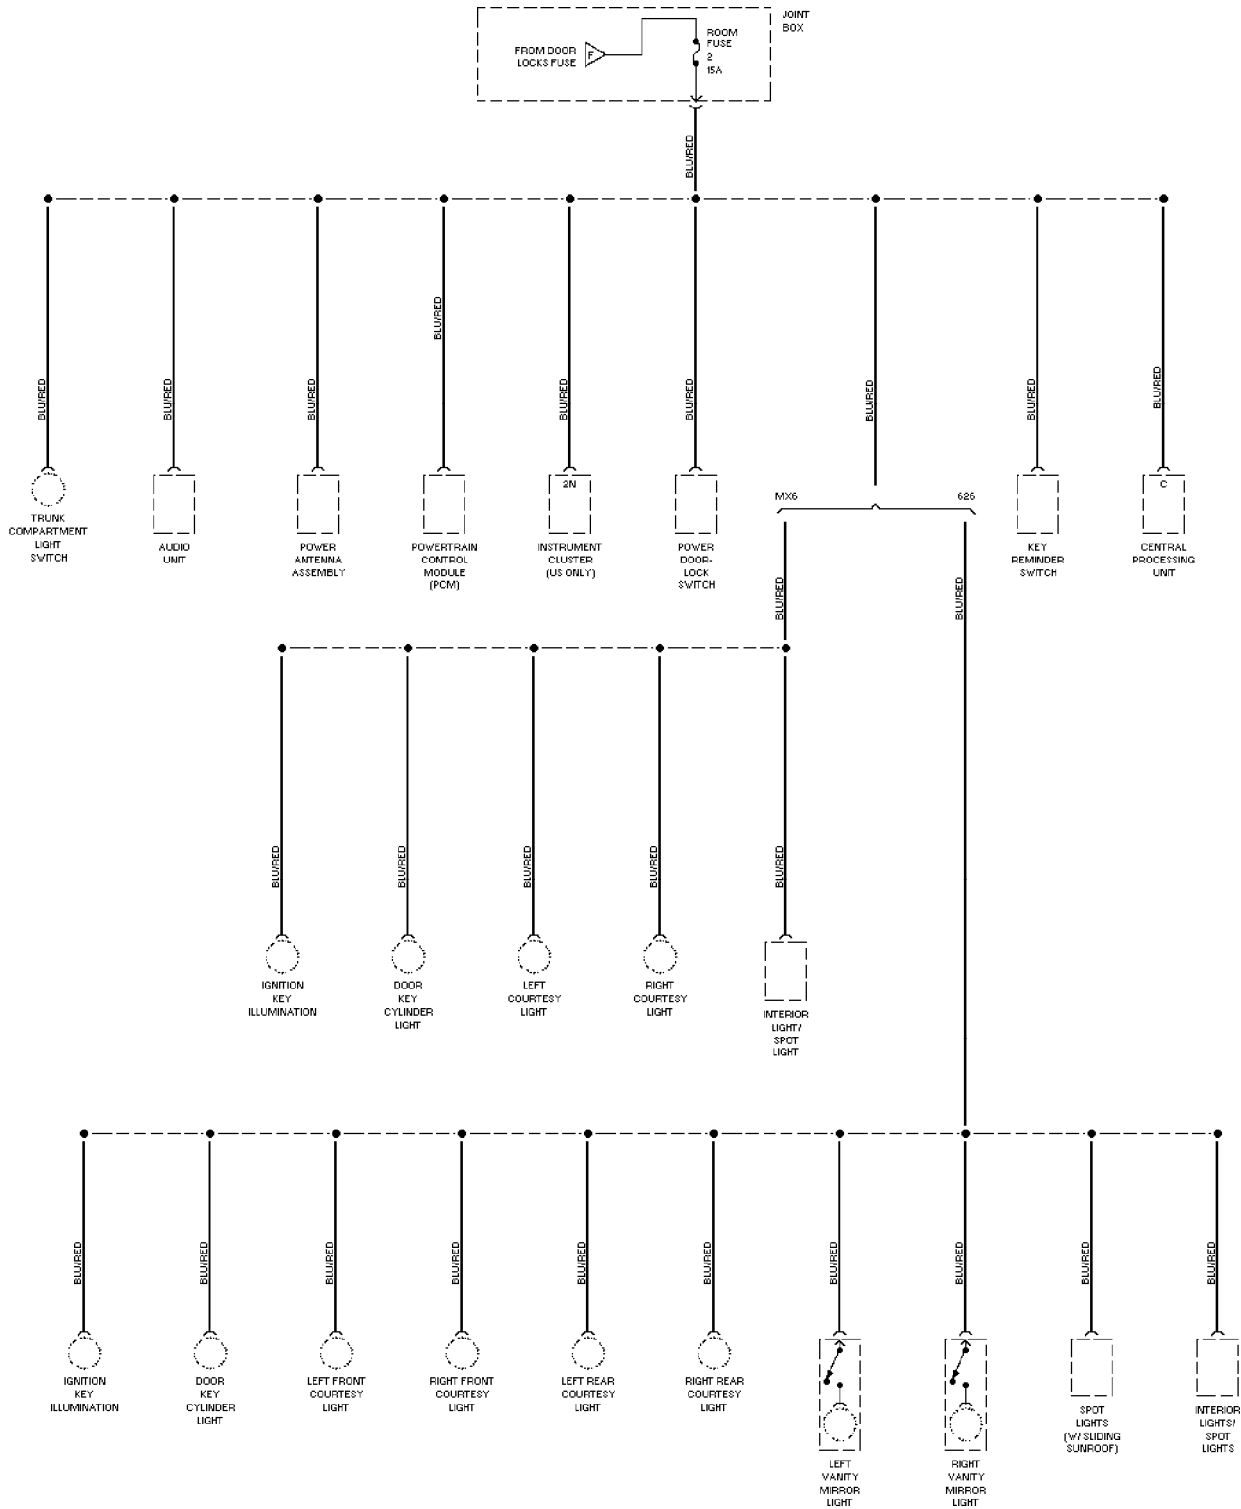 JOINT
BOX
FROM DOOR
LOCKS FUSE
F
ROOM
FUSE
2
15A
BLU/RED
BLU/RED
BLU/RED
BLU/RED
BLU/RED
BLU/RED
BLU/RED
BLU/RED
BLU/RED
BLU/RED
2N
C
TRUNK
COMPARTMENT
LIGHT
SWITCH
AUDIO
UNIT
POWER
ANTENNA
ASSEMBLY
POWERTRAIN
CONTROL
MODULE
(PCM)
INSTRUMENT
CLUSTER
(US ONLY)
POWER
DOOR-
LOCK
SWITCH
MX6
626
KEY
REMINDER
SWITCH
CENTRAL
PROCESSING
UNIT
BLU/RED
BLU/RED
BLU/RED
BLU/RED
BLU/RED
BLU/RED
BLU/RED
IGNITION
KEY
ILLUMINATION
DOOR
KEY
CYLINDER
LIGHT
LEFT
COURTESY
LIGHT
RIGHT
COURTESY
LIGHT
INTERIOR
LIGHT/
SPOT
LIGHT
BLU/RED
BLU/RED
BLU/RED
BLU/RED
BLU/RED
BLU/RED
BLU/RED
BLU/RED
BLU/RED
BLU/RED
IGNITION
KEY
ILLUMINATION
DOOR
KEY
CYLINDER
LIGHT
LEFT FRONT
COURTESY
LIGHT
RIGHT FRONT
COURTESY
LIGHT
LEFT REAR
COURTESY
LIGHT
RIGHT REAR
COURTESY
LIGHT
LEFT
VANITY
MIRROR
LIGHT
RIGHT
VANITY
MIRROR
LIGHT
SPOT
LIGHTS
(W/ SLIDING
SUNROOF)
INTERIOR
LIGHTS/
SPOT
LIGHTS